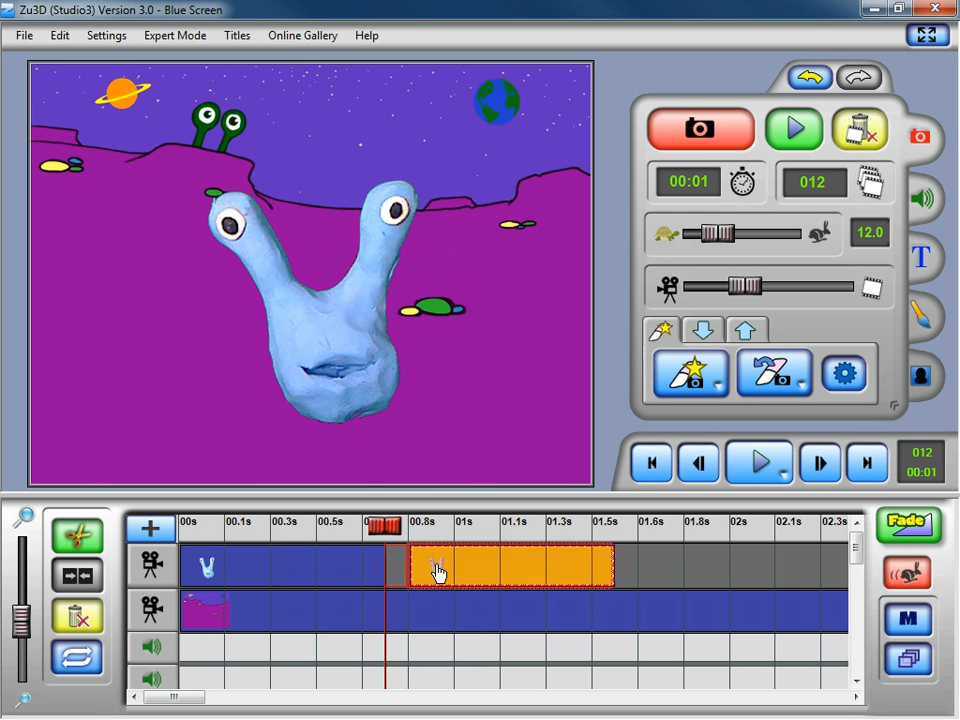 Zu3D (Studio3) Version 3.0 - Blue Screen
File Edit Settings Expert Mode Titles Online Gallery Help
00:01 012
12.0
T
012
00:01
00s 00.1s 00.3s 00.5s 00.8s 01s 01.1s 01.3s 01.5s 01.6s 01.8s 02s 02.1s 02.3s
Fade
M